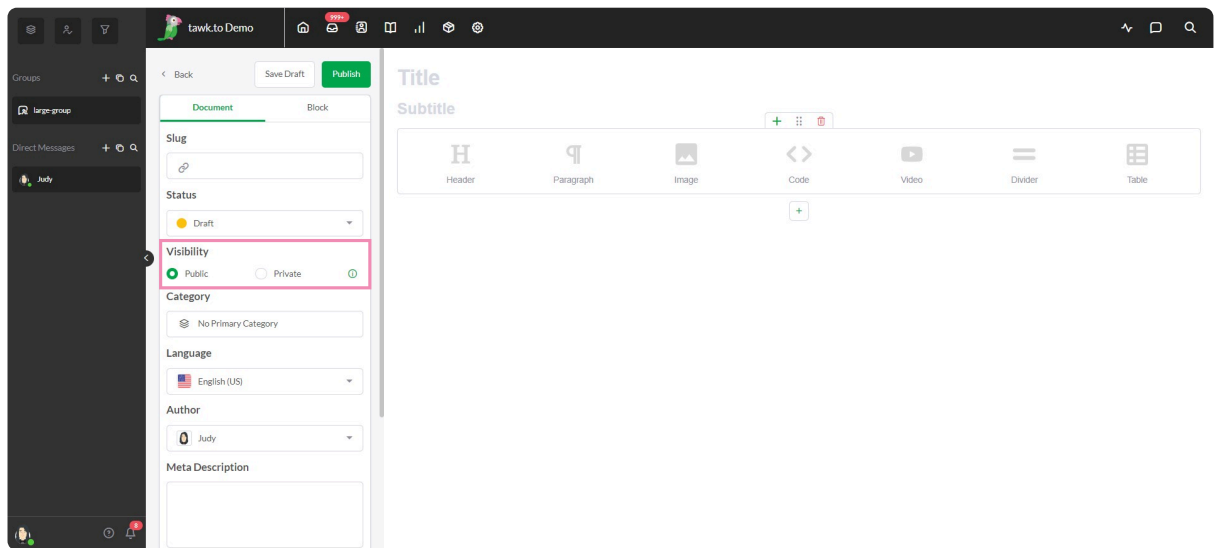 tawk.to Demo
999+
Groups
large-group
Direct Messages
Judy
8
Back
Save Draft
Publish
Document
Block
Slug
Status
Draft
Visibility
Public
Private
Category
No Primary Category
Language
English (US)
Author
Judy
Meta Description
Title
Subtitle
Header
Paragraph
Image
Code
Video
Divider
Table